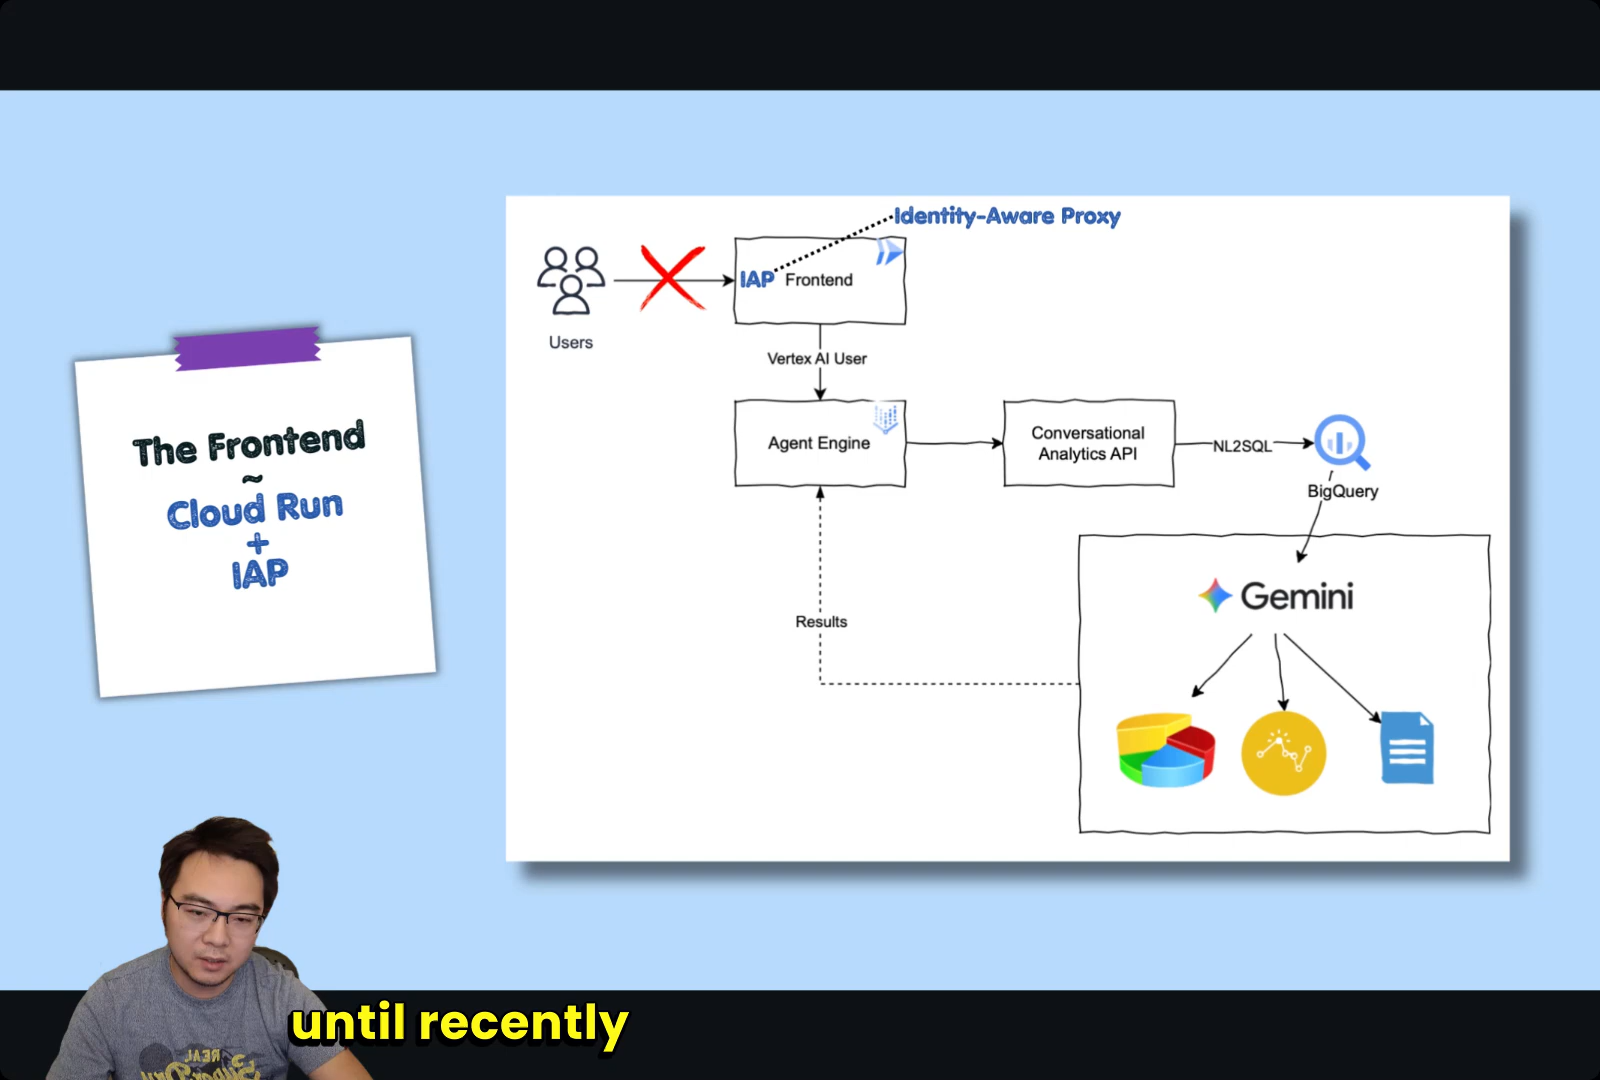 The Frontend
~
Cloud Run
+
IAP
Identity-Aware Proxy
IAP Frontend
Users
Vertex AI User
Agent Engine
Conversational
Analytics API
NL2SQL
BigQuery
Gemini
Results
REAL
until recently